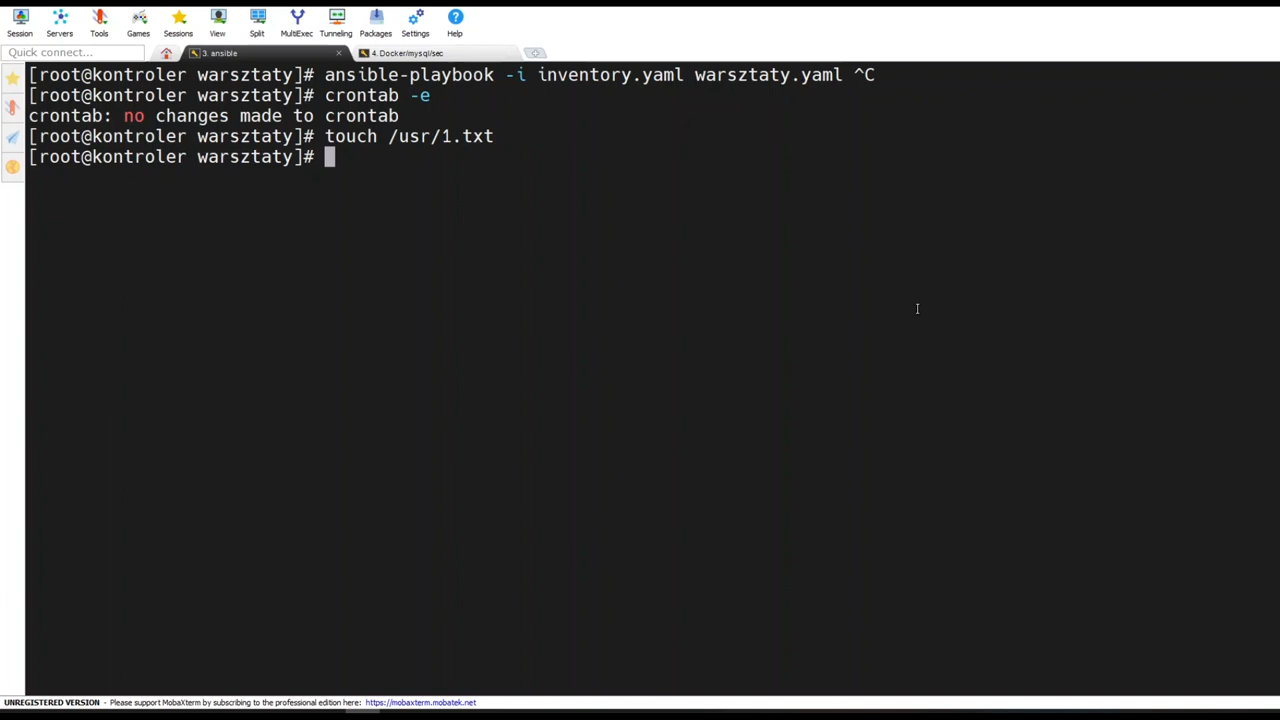 Session Servers Tools Games Sessions View Split MultiExec Tunneling Packages Settings Help
Quick connect... 3. ansible 4. Docker/mysql/sec
[root@kontroler warsztaty]# ansible-playbook -i inventory.yaml warsztaty.yaml ^C
[root@kontroler warsztaty]# crontab -e
crontab: no changes made to crontab
[root@kontroler warsztaty]# touch /usr/1.txt
[root@kontroler warsztaty]#
UNREGISTERED VERSION - Please support MobaXterm by subscribing to the professional edition here: https://mobaxterm.mobatek.net